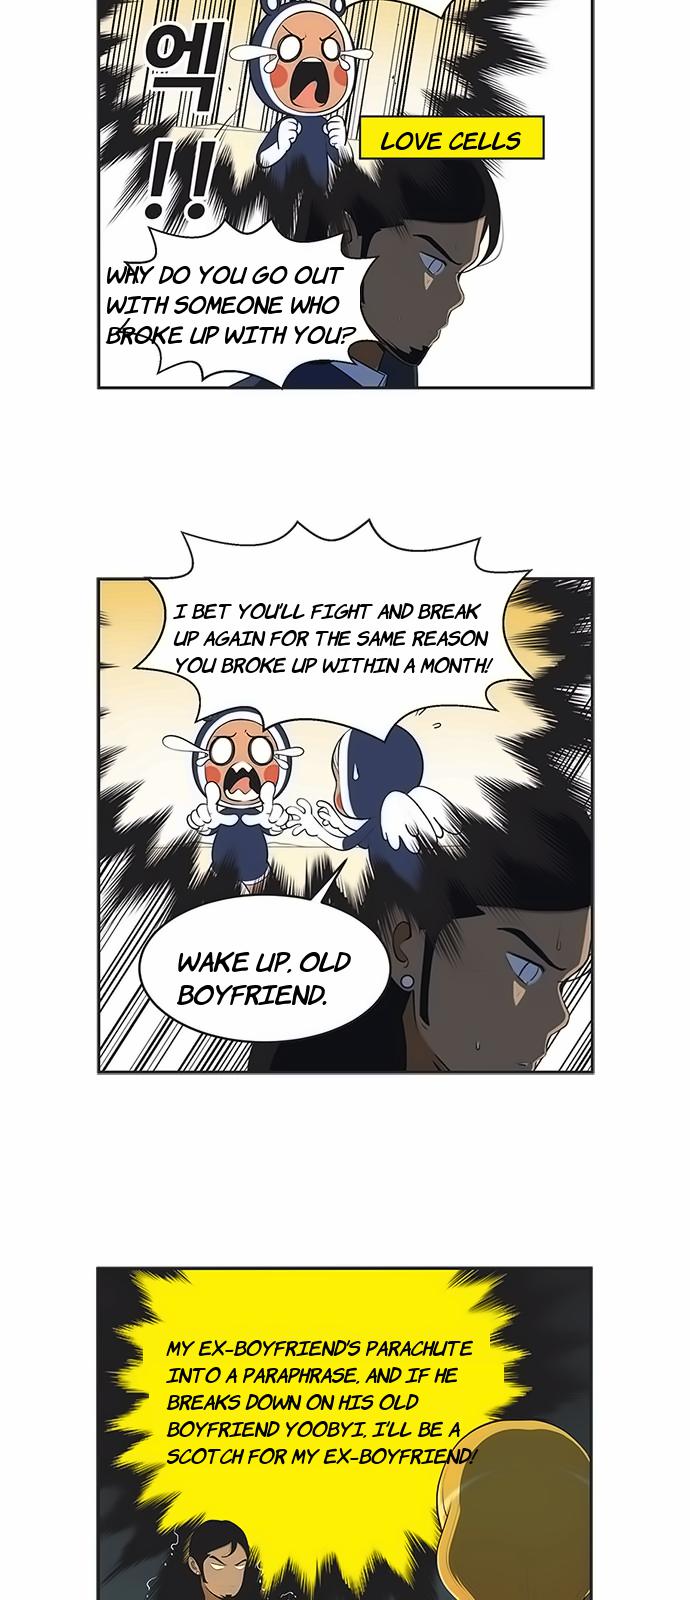 엑
!!
LOVE CELLS
WHY DO YOU GO OUT
WITH SOMEONE WHO
BROKE UP WITH YOU?
I BET YOU'LL FIGHT AND BREAK
UP AGAIN FOR THE SAME REASON
YOU BROKE UP WITHIN A MONTH!
WAKE UP, OLD
BOYFRIEND.
MY EX-BOYFRIEND'S PARACHUTE
INTO A PARAPHRASE, AND IF HE
BREAKS DOWN ON HIS OLD
BOYFRIEND YOOBYI, I'LL BE A
SCOTCH FOR MY EX-BOYFRIEND!